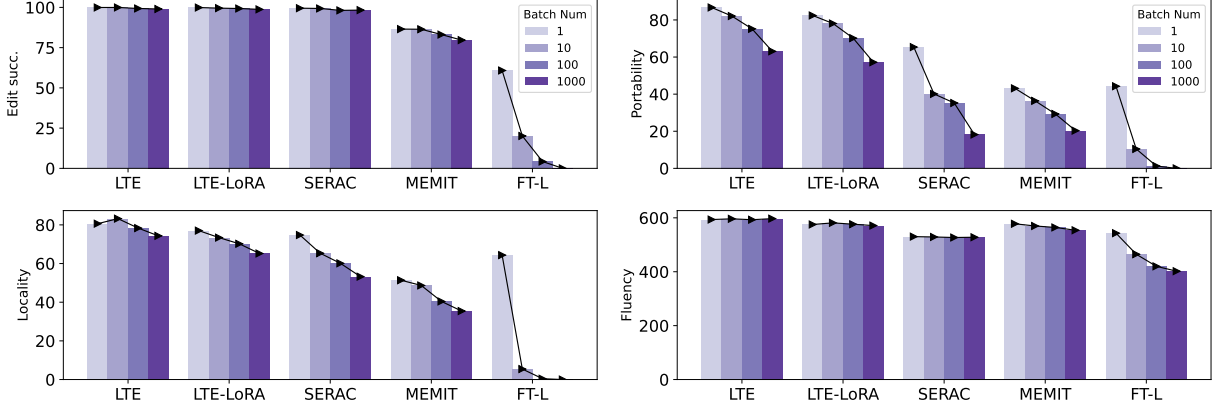 Edit succ.
100
75
50
25
0
LTE
LTE-LoRA
SERAC
MEMIT
FT-L
Batch Num
1
10
100
1000
Portability
80
60
40
20
0
LTE
LTE-LoRA
SERAC
MEMIT
FT-L
Batch Num
1
10
100
1000
Locality
80
60
40
20
0
LTE
LTE-LoRA
SERAC
MEMIT
FT-L
Fluency
600
400
200
0
LTE
LTE-LoRA
SERAC
MEMIT
FT-L